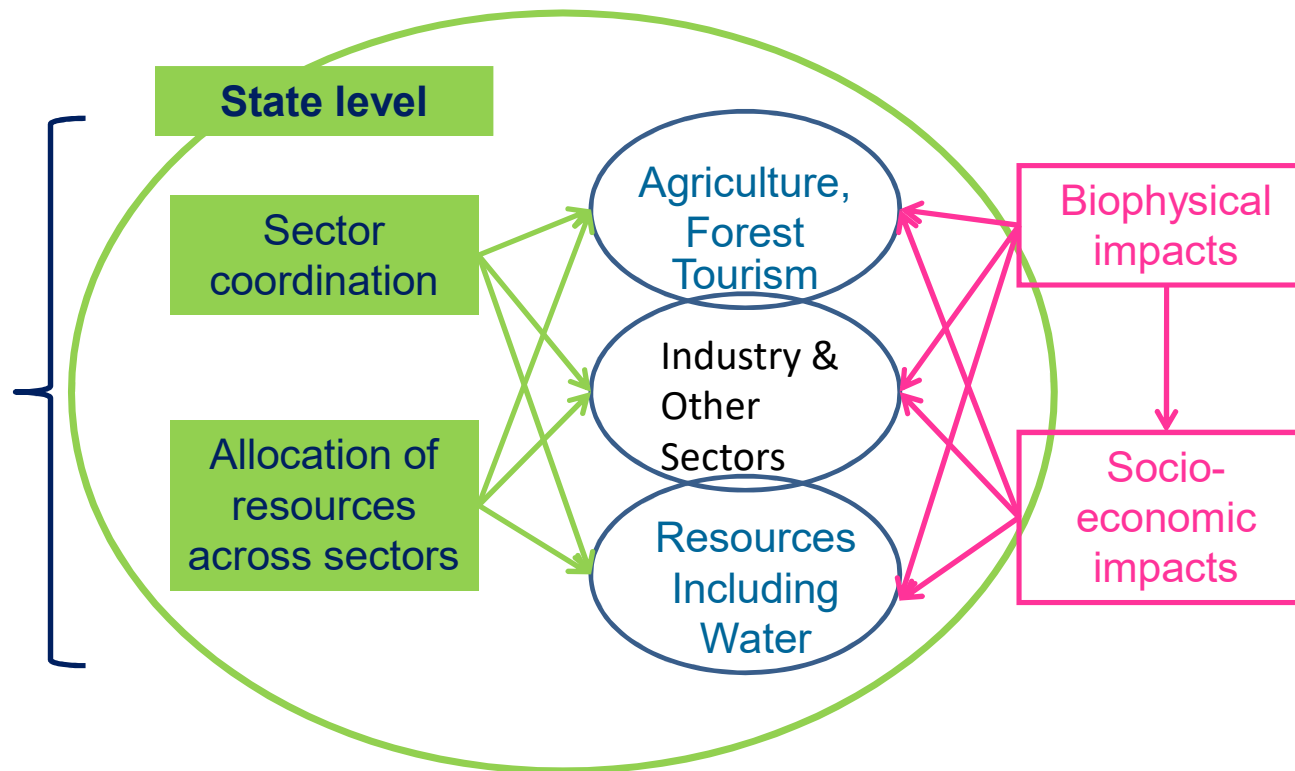 State level
Sector
coordination
Allocation of
resources
across sectors
Agriculture,
Forest
Tourism
Industry &
Other
Sectors
Resources
Including
Water
Biophysical
impacts
Socio-
economic
impacts